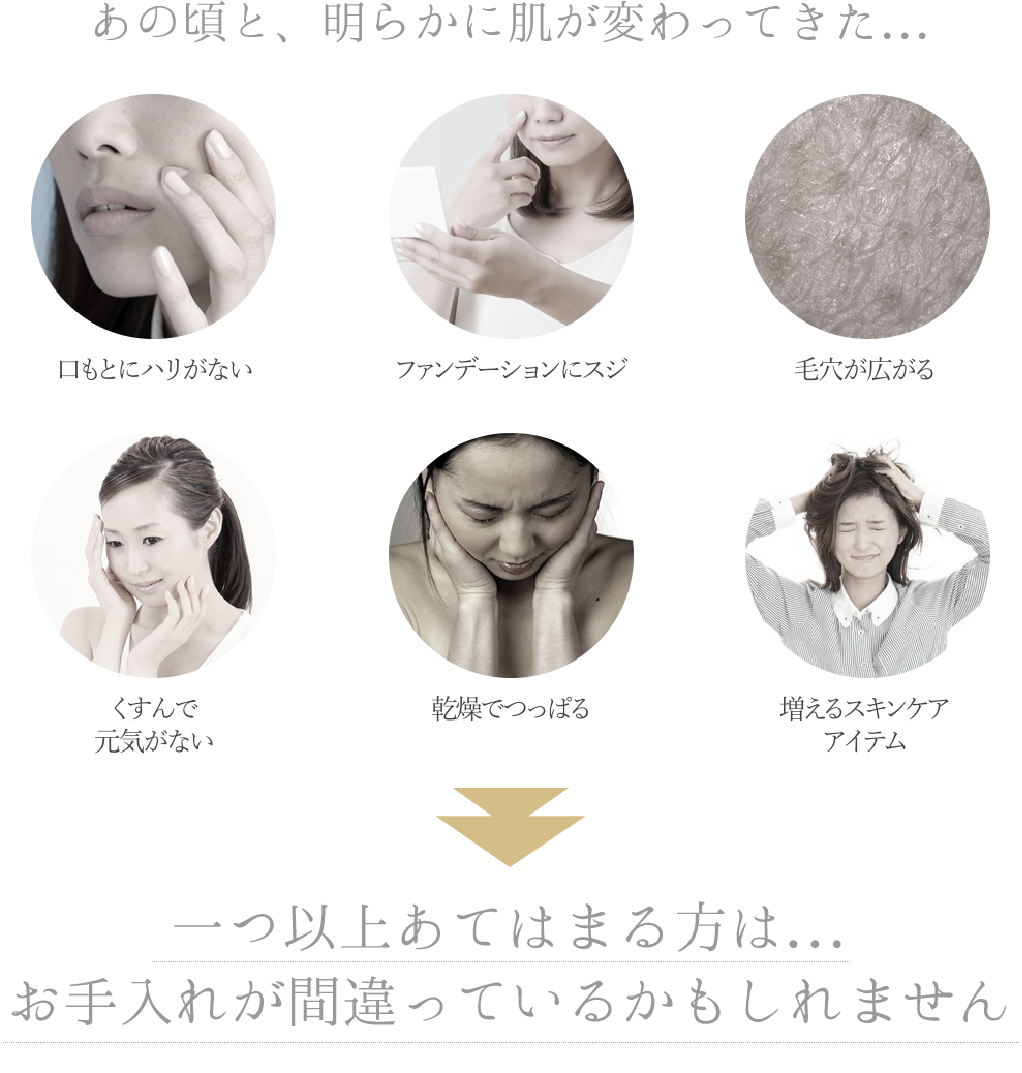 あの頃と、明らかに肌が変わってきた...
口もとにハリがない
ファンデーションにスジ
毛穴が広がる
くすんで
元気がない
乾燥でつっぱる
増えるスキンケア
アイテム
一つ以上あてはまる方は...
お手入れが間違っているかもしれません